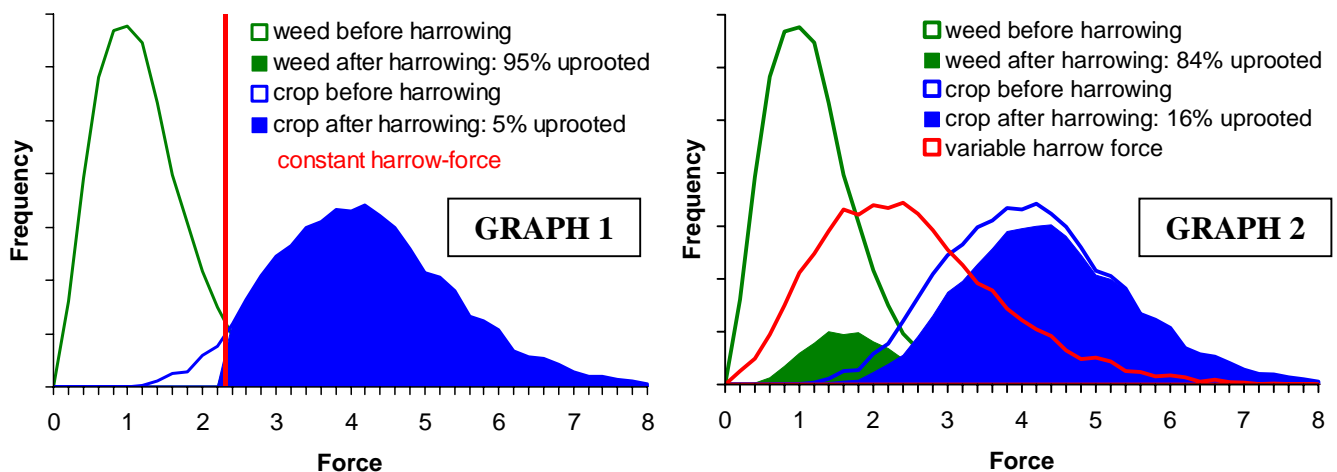 weed before harrowing
weed after harrowing: 95% uprooted
crop before harrowing
crop after harrowing: 5% uprooted
constant harrow-force
GRAPH 1
Frequency
0 1 2 3 4 5 6 7 8
Force
weed before harrowing
weed after harrowing: 84% uprooted
crop before harrowing
crop after harrowing: 16% uprooted
variable harrow force
GRAPH 2
Frequency
0 1 2 3 4 5 6 7 8
Force